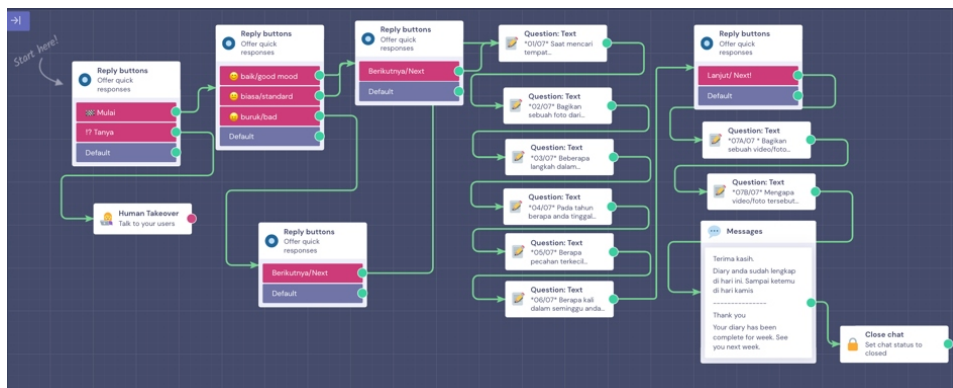 Start here!
Reply buttons
Offer quick
responses
Mulai
!? Tanya
Default
Human Takeover
Talk to your users
Reply buttons
Offer quick
responses
baik/good mood
biasa/standard
buruk/bad
Default
Reply buttons
Offer quick
responses
Berikutnya/Next
Default
Reply buttons
Offer quick
responses
Berikutnya/Next
Default
Question: Text
*01/07* Saat mencari
tempat...
Question: Text
*02/07* Bagikan
sebuah foto dari...
Question: Text
*03/07* Beberapa
langkah dalam...
Question: Text
*04/07* Pada tahun
berapa anda tinggal...
Question: Text
*05/07* Berapa
pecahan terkecil...
Question: Text
*06/07* Berapa kali
dalam seminggu anda...
Reply buttons
Offer quick
responses
Lanjut/ Next!
Default
Question: Text
*07A/07 * Bagikan
sebuah video/foto...
Question: Text
*07B/07* Mengapa
video/foto tersebut...
Messages
Terima kasih.
Diary anda sudah lengkap
di hari ini. Sampai ketemu
di hari kamis
---------------
Thank you
Your diary has been
complete for week. See
you next week.
Close chat
Set chat status to
closed